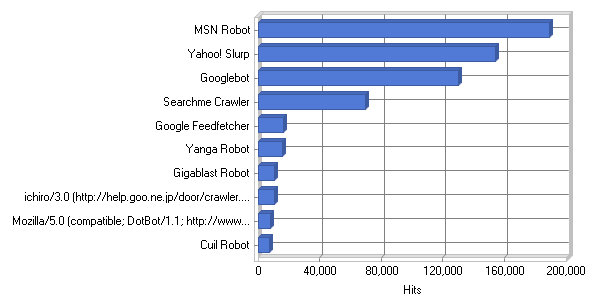 MSN Robot
Yahoo! Slurp
Googlebot
Searchme Crawler
Google Feedfetcher
Yanga Robot
Gigablast Robot
ichiro/3.0 (http://help.goo.ne.jp/door/crawler....
Mozilla/5.0 (compatible; DotBot/1.1; http://www...
Cuil Robot
0 40,000 80,000 120,000 160,000 200,000
Hits